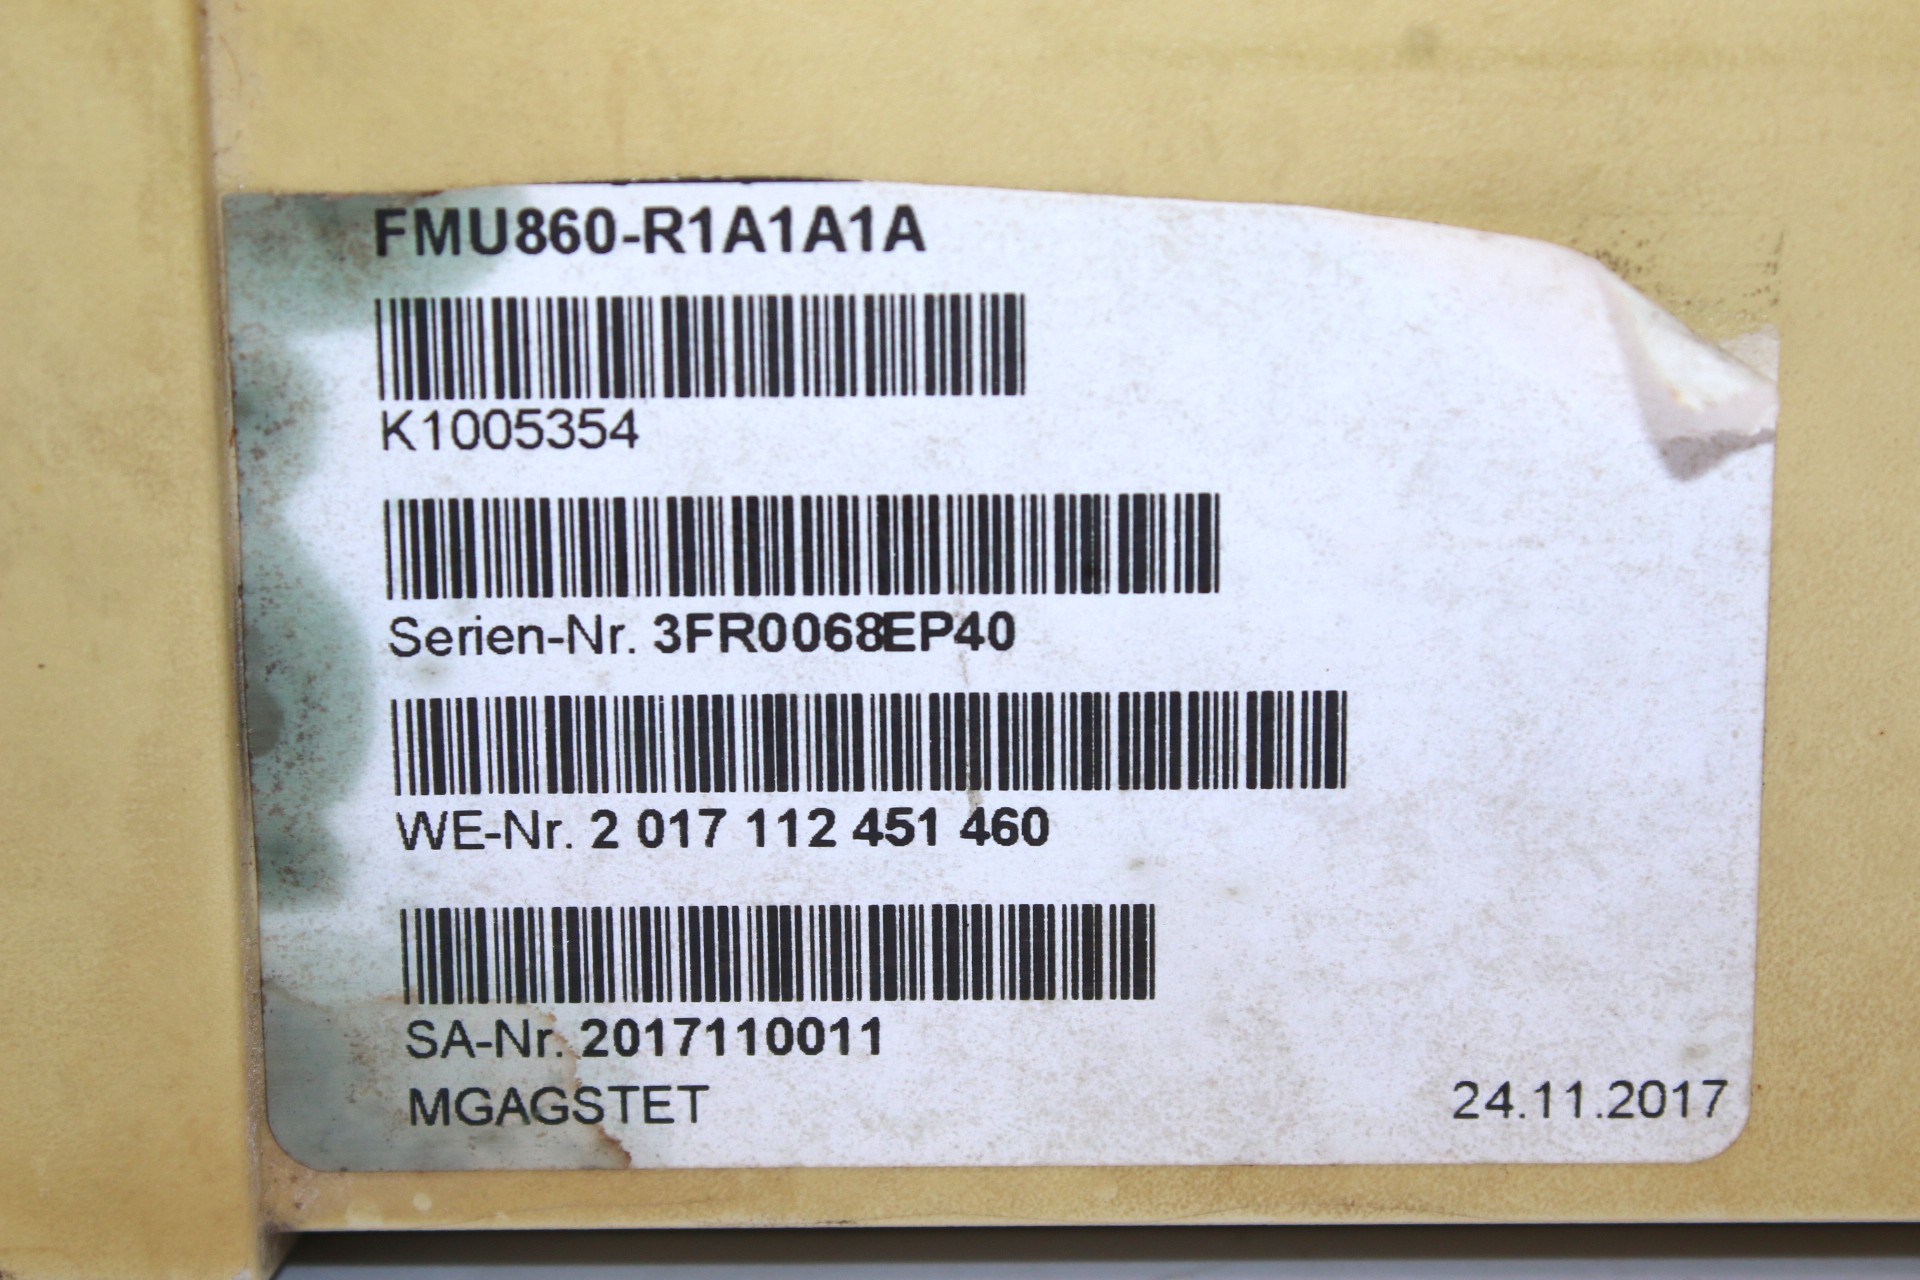 FMU860-R1A1A1A
K1005354
Serien-Nr. 3FR0068EP40
WE-Nr. 2 017 112 451 460
SA-Nr. 2017110011
MGAGSTET 24.11.2017